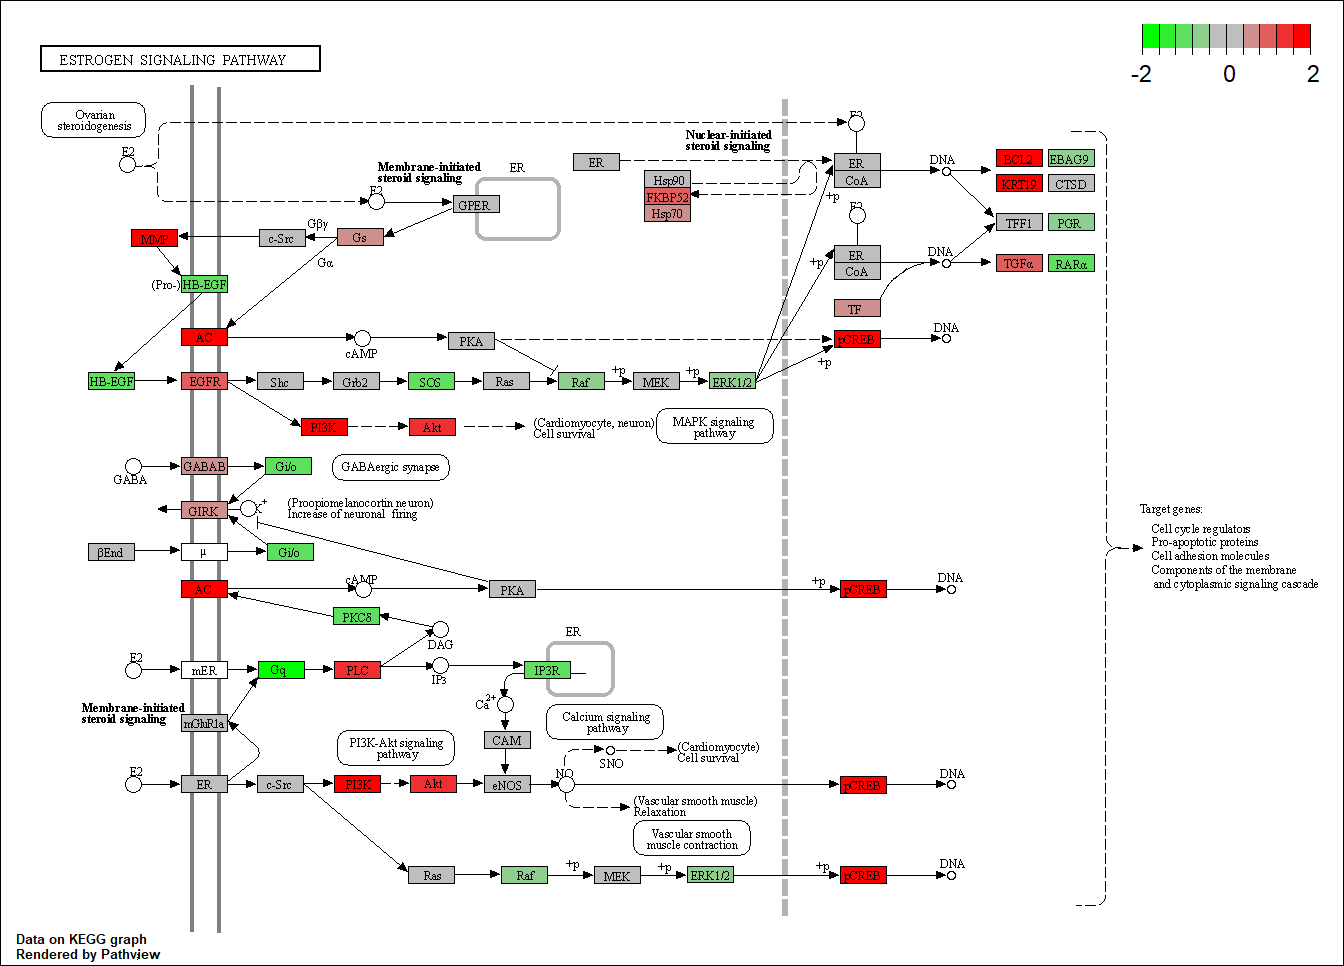 -2 0 2
ESTROGEN SIGNALING PATHWAY
Ovarian
steroidogenesis
E2
E2
Membrane-initiated
steroid signaling
E2
ER
GPER
ER
Nuclear-initiated
steroid signaling
Hsp90
FKBP52
Hsp70
ER
CoA
DNA
BCL2 EBAG9
KRT19 CTSD
+p
E2
TFF1 PGR
MMP c-Src Gβγ Gs
Gα
ER
CoA
+p
DNA
TGFα RARα
(Pro-) HB-EGF
TF
AC
cAMP
PKA
pCREB
DNA
+p
HB-EGF EGFR Shc Grb2 SOS Ras Raf +p MEK +p ERK1/2
PI3K Akt
(Cardiomyocyte, neuron)
Cell survival
MAPK signaling
pathway
GABA
GABAB Gi/o
GABAergic synapse
GIRK
K+
(Propiomelanocortin neuron)
Increase of neuronal firing
βEnd μ Gi/o
AC
cAMP
PKA
+p
pCREB
DNA
PKCδ
DAG
E2
mER Gq PLC
IP3
ER
IP3R
Ca2+
Membrane-initiated
steroid signaling
mGluR1a
CAM
Calcium signaling
pathway
PI3K-Akt signaling
pathway
SNO
(Cardiomyocyte)
Cell survival
E2
ER c-Src PI3K Akt eNOS
NO
pCREB
DNA
(Vascular smooth muscle)
Relaxation
Vascular smooth
muscle contraction
Ras Raf +p MEK +p ERK1/2 +p pCREB
DNA
Target genes:
Cell cycle regulators
Pro-apoptotic proteins
Cell adhesion molecules
Components of the membrane
and cytoplasmic signaling cascade
Data on KEGG graph
Rendered by Pathview